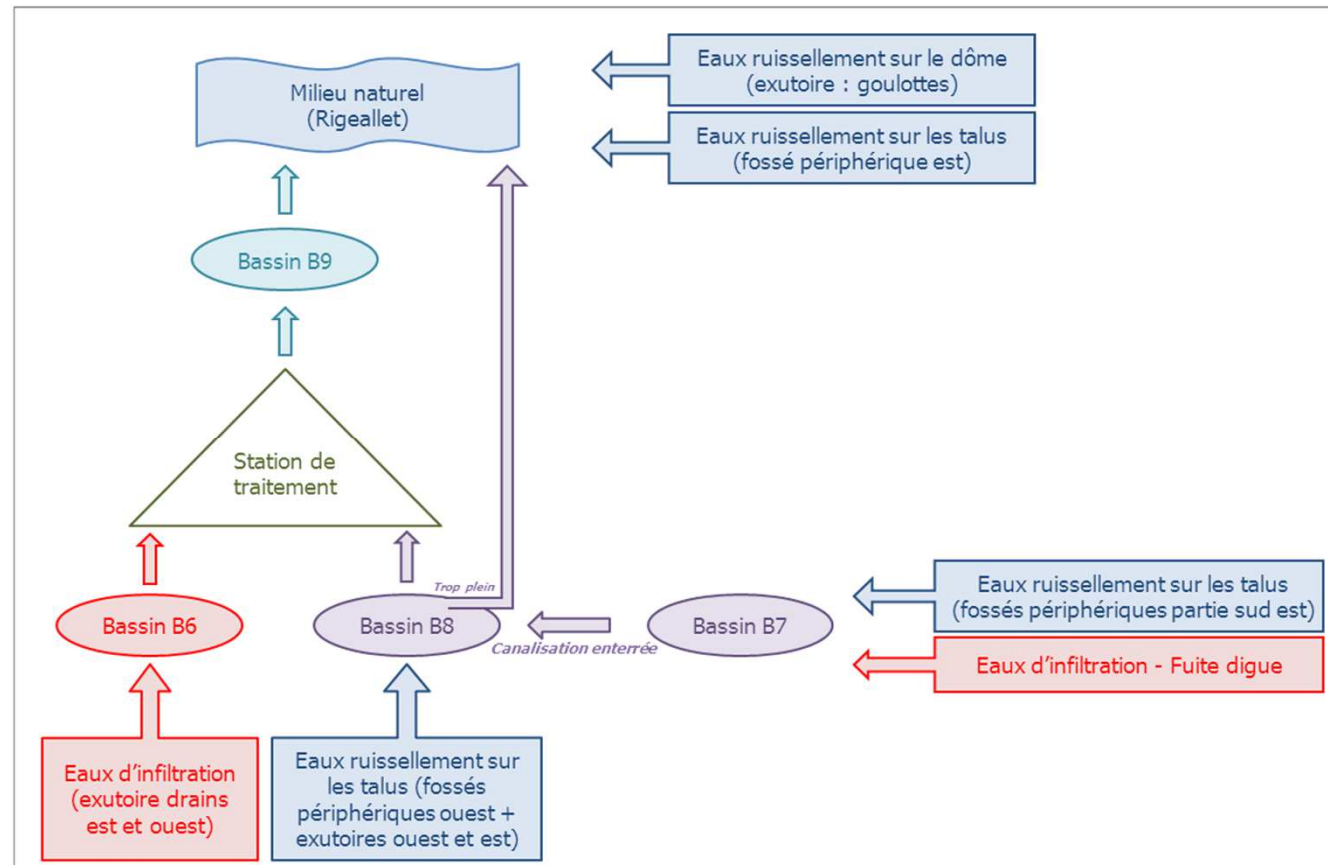 Eaux ruissellement sur le dôme
(exutoire : goulottes)
Milieu naturel
(Rigeallet)
Eaux ruissellement sur les talus
(fossé périphérique est)
Bassin B9
Station de
traitement
Trop plein
Eaux ruissellement sur les talus
(fossés périphériques partie sud est)
Bassin B6
Bassin B8
Canalisation enterrée
Bassin B7
Eaux d'infiltration - Fuite digue
Eaux d'infiltration
(exutoire drains
est et ouest)
Eaux ruissellement sur
les talus (fossés
périphériques ouest +
exutoires ouest et est)